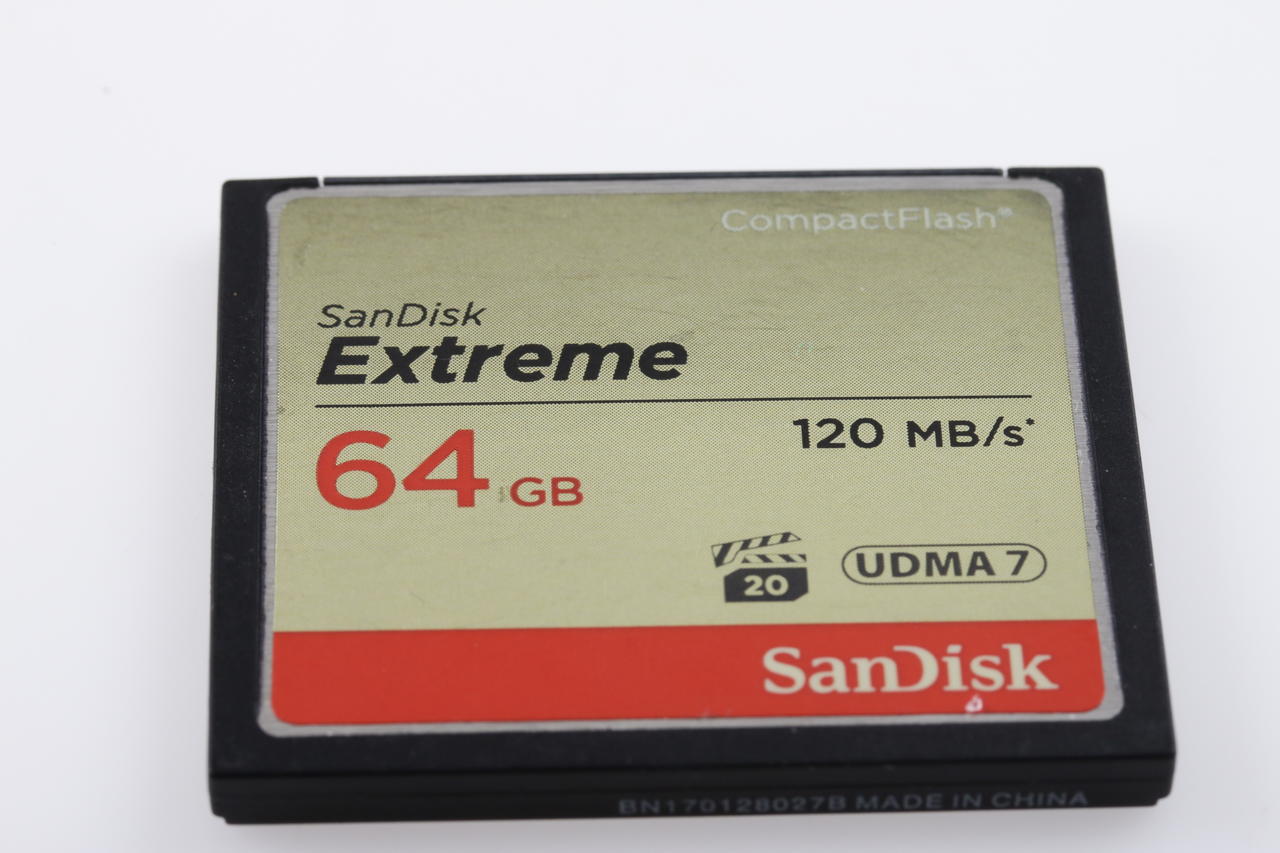 CompactFlash®
SanDisk
Extreme
120 MB/s*
64 GB
20 UDMA 7
SanDisk
BN170128027B MADE IN CHINA